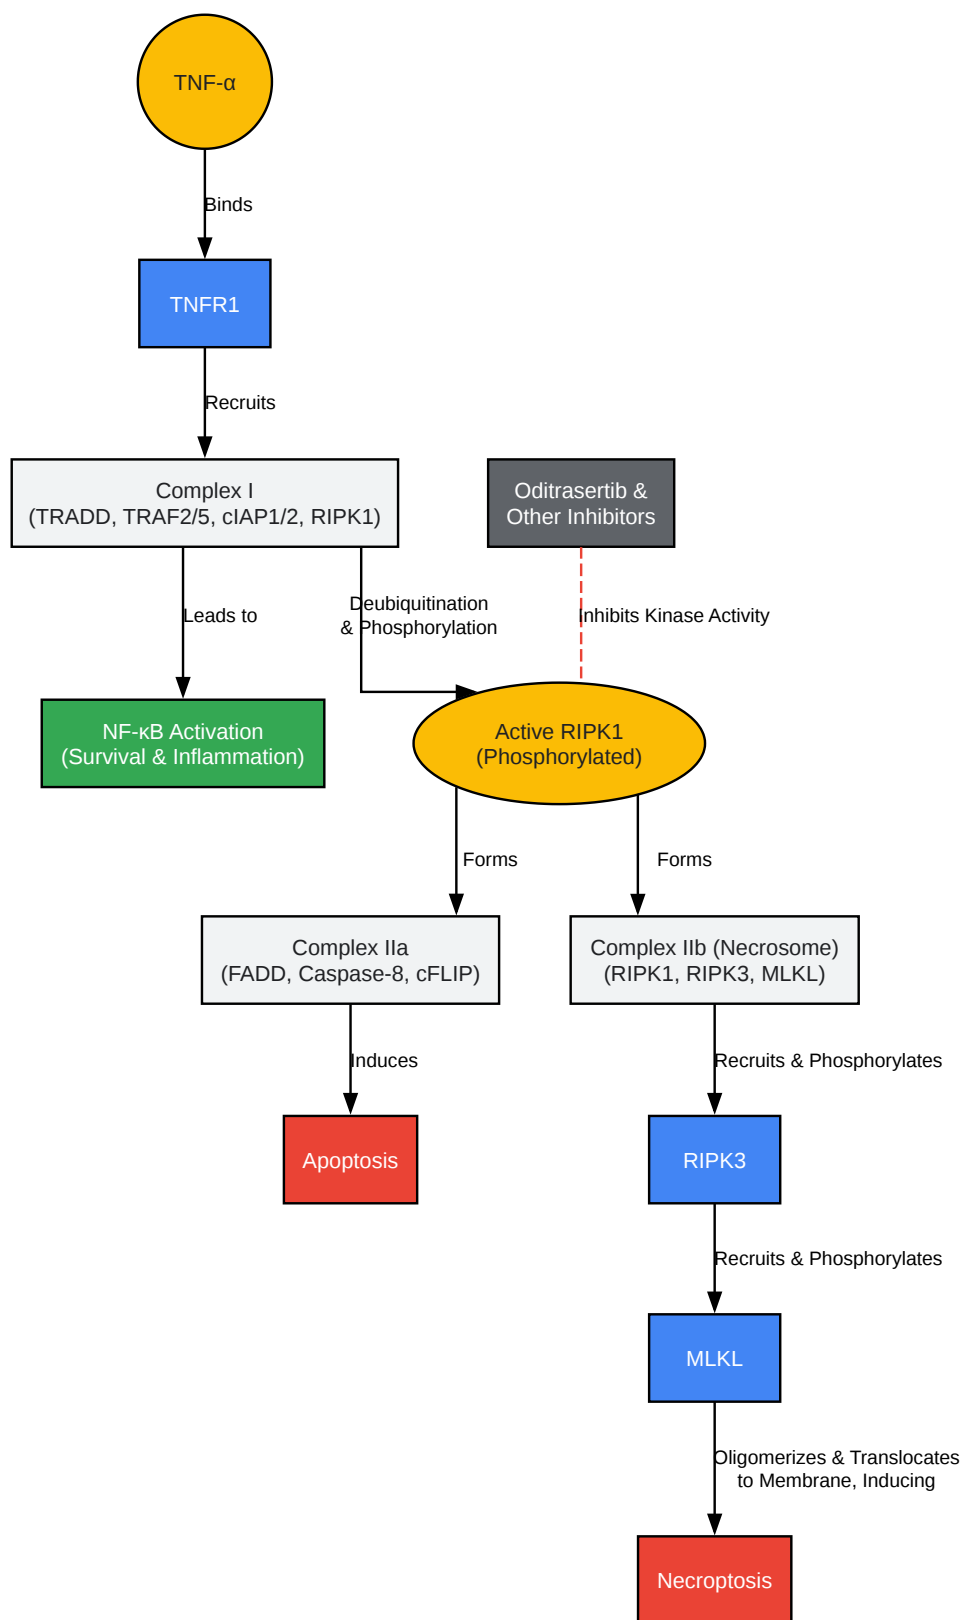 TNF-α
Binds
TNFR1
Recruits
Complex I
(TRADD, TRAF2/5, cIAP1/2, RIPK1)
Oditrasertib &
Other Inhibitors
Leads to
Deubiquitination
& Phosphorylation
Inhibits Kinase Activity
NF-κB Activation
(Survival & Inflammation)
Active RIPK1
(Phosphorylated)
Forms
Forms
Complex IIa
(FADD, Caspase-8, cFLIP)
Complex IIb (Necrosome)
(RIPK1, RIPK3, MLKL)
Induces
Recruits & Phosphorylates
Apoptosis
RIPK3
Recruits & Phosphorylates
MLKL
Oligomerizes & Translocates
to Membrane, Inducing
Necroptosis